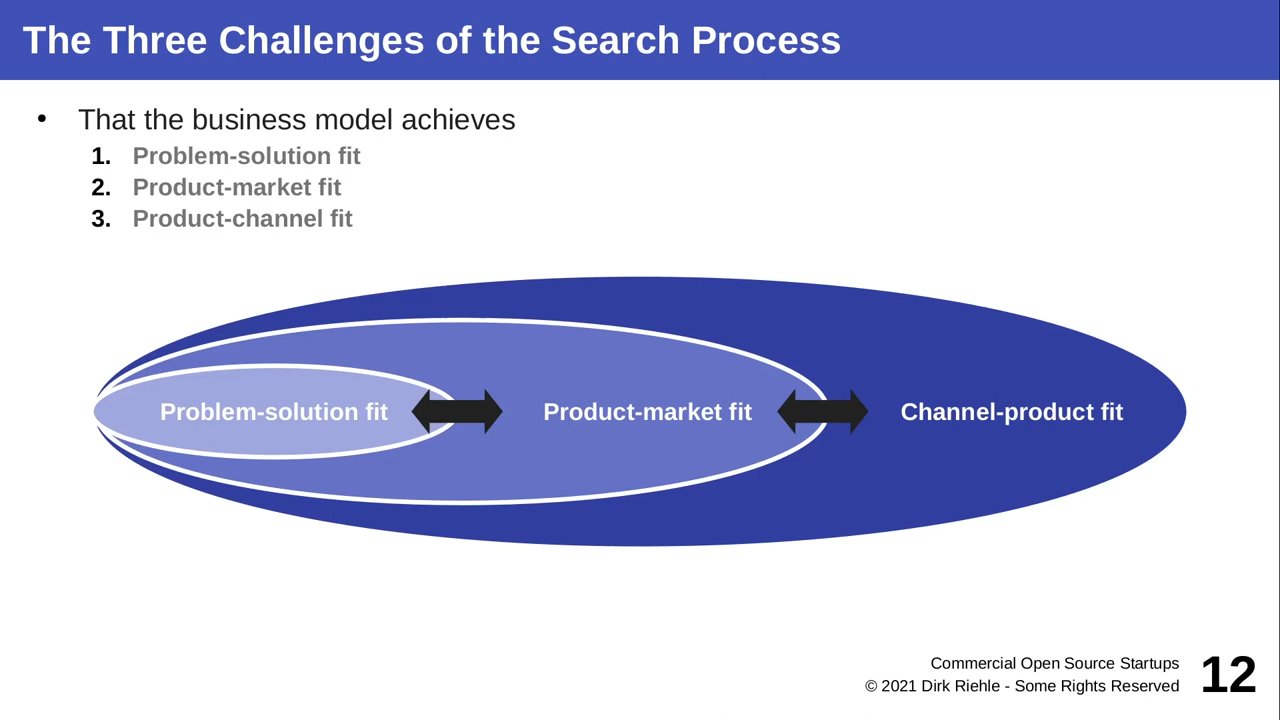 The Three Challenges of the Search Process
• That the business model achieves
1. Problem-solution fit
2. Product-market fit
3. Product-channel fit
Problem-solution fit
Product-market fit
Channel-product fit
Commercial Open Source Startups
© 2021 Dirk Riehle - Some Rights Reserved
12